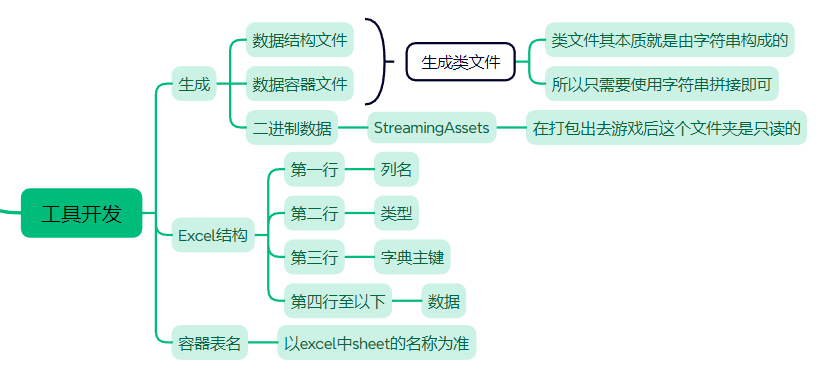 工具开发
生成
数据结构文件
数据容器文件
生成类文件
类文件其本质就是由字符串构成的
所以只需要使用字符串拼接即可
二进制数据
StreamingAssets
在打包出去游戏后这个文件夹是只读的
Excel结构
第一行
列名
第二行
类型
第三行
字典主键
第四行至以下
数据
容器表名
以excel中sheet的名称为准